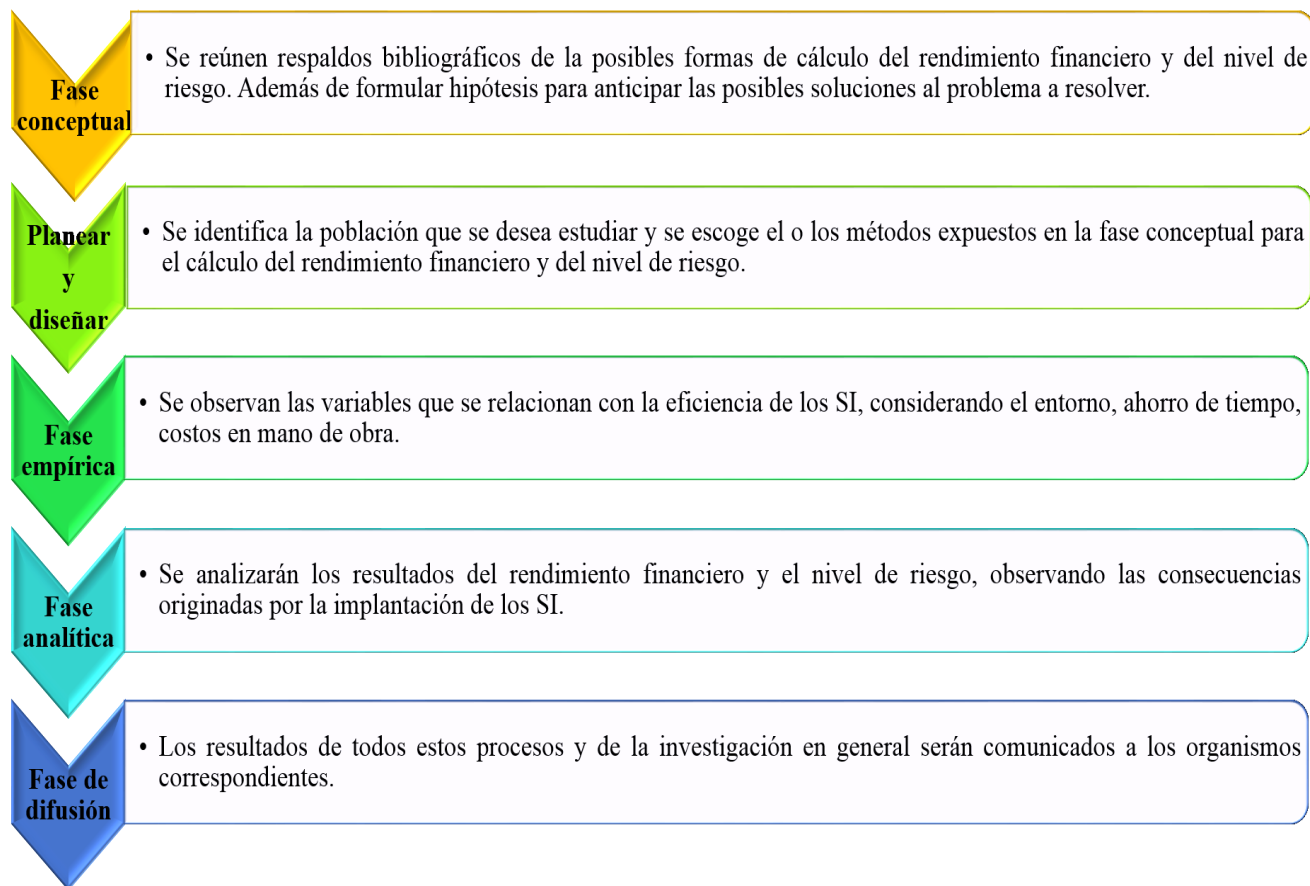 Fase
conceptual
• Se reúnen respaldos bibliográficos de la posibles formas de cálculo del rendimiento financiero y del nivel de
riesgo. Además de formular hipótesis para anticipar las posibles soluciones al problema a resolver.
Planear
y
diseñar
• Se identifica la población que se desea estudiar y se escoge el o los métodos expuestos en la fase conceptual para
el cálculo del rendimiento financiero y del nivel de riesgo.
Fase
empírica
• Se observan las variables que se relacionan con la eficiencia de los SI, considerando el entorno, ahorro de tiempo,
costos en mano de obra.
Fase
analítica
• Se analizarán los resultados del rendimiento financiero y el nivel de riesgo, observando las consecuencias
originadas por la implantación de los SI.
Fase de
difusión
• Los resultados de todos estos procesos y de la investigación en general serán comunicados a los organismos
correspondientes.